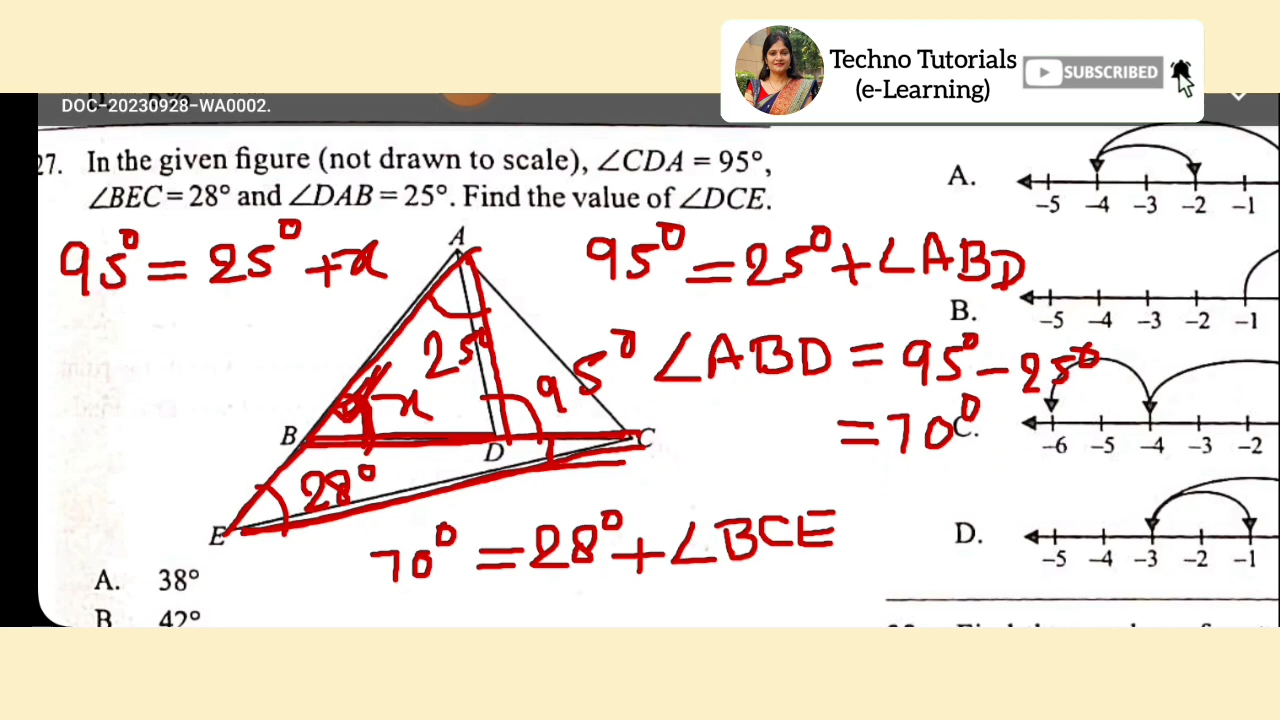 Techno Tutorials
(e-Learning)
SUBSCRIBED
DOC-20230928-WA0002.
27. In the given figure (not drawn to scale), ∠CDA = 95°,
∠BEC = 28° and ∠DAB = 25°. Find the value of ∠DCE.
95° = 25° + x
A
25°
x
95°
B
D
C
28°
E
95° = 25° + ∠ABD
∠ABD = 95° - 25°
= 70°
70° = 28° + ∠BCE
A. 38°
B. 42°
A.
-5 -4 -3 -2 -1
B.
-5 -4 -3 -2 -1
C.
-6 -5 -4 -3 -2
D.
-5 -4 -3 -2 -1